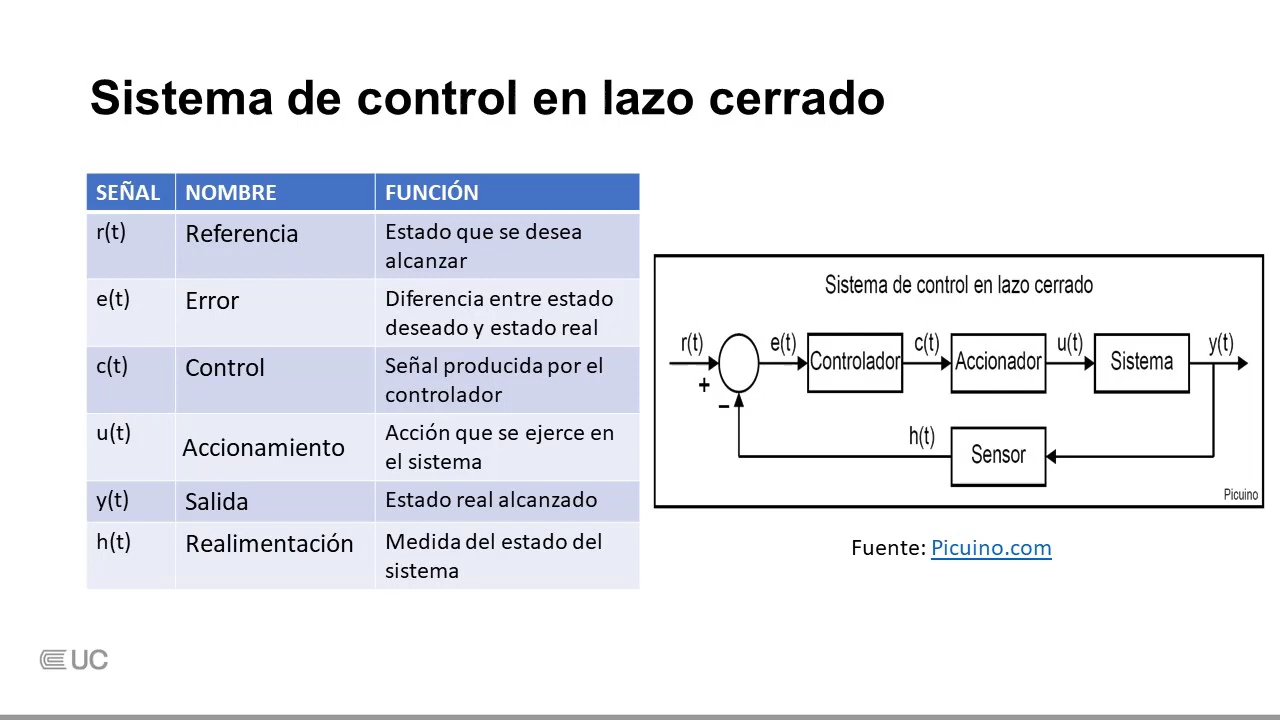 Sistema de control en lazo cerrado
SEÑAL NOMBRE FUNCIÓN
r(t) Referencia Estado que se desea
alcanzar
e(t) Error Diferencia entre estado
deseado y estado real
c(t) Control Señal producida por el
controlador
u(t) Accionamiento Acción que se ejerce en
el sistema
y(t) Salida Estado real alcanzado
h(t) Realimentación Medida del estado del
sistema
Sistema de control en lazo cerrado
r(t) e(t) c(t) u(t) y(t)
Controlador Accionador Sistema
+
−
h(t)
Sensor
Picuino
Fuente: Picuino.com
UC